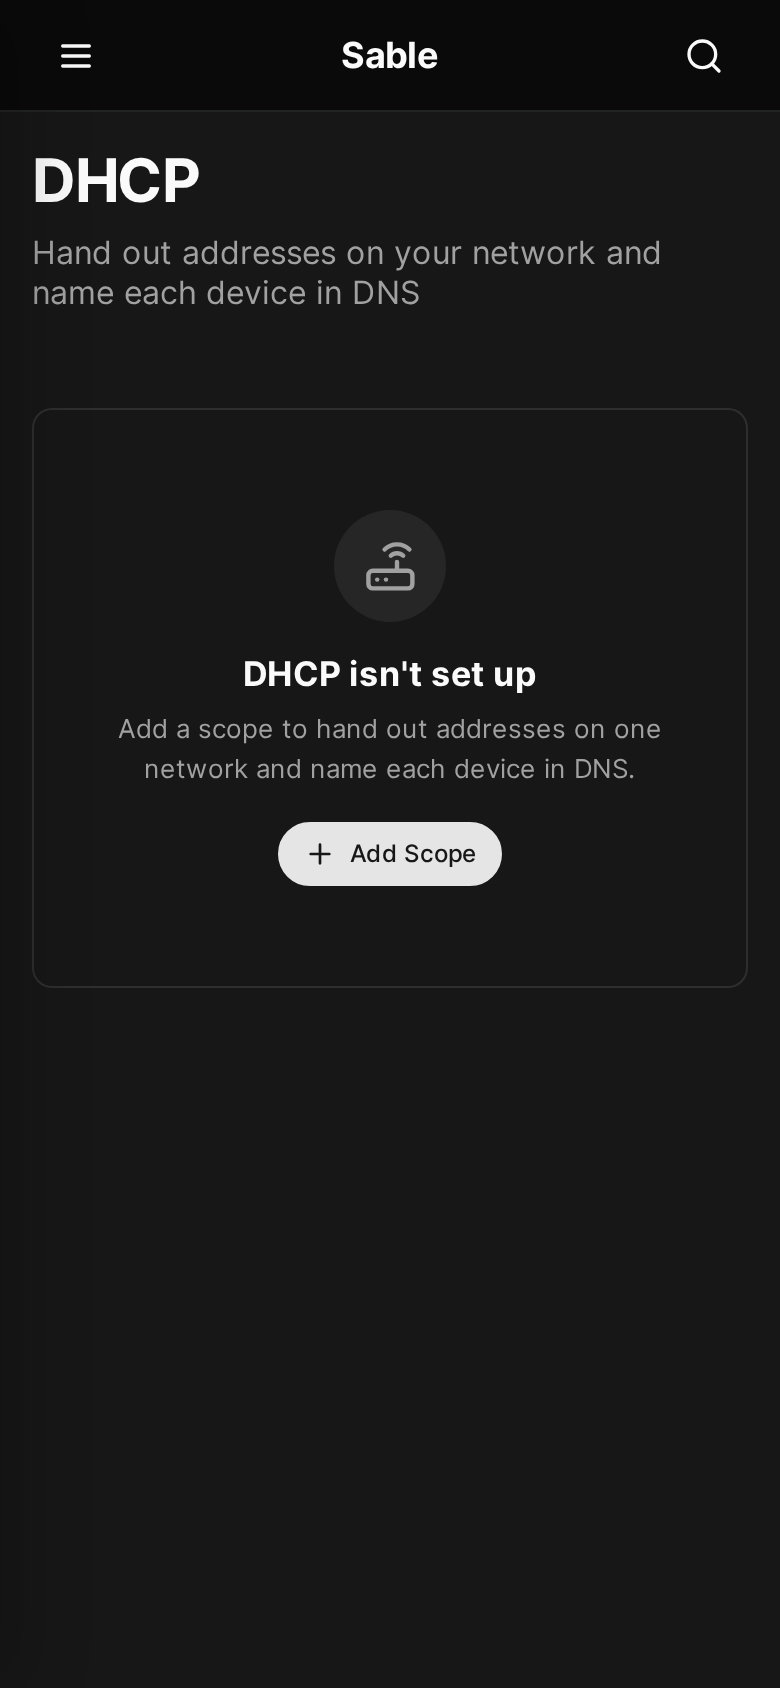 Sable
DHCP
Hand out addresses on your network and
name each device in DNS
DHCP isn't set up
Add a scope to hand out addresses on one
network and name each device in DNS.
Add Scope